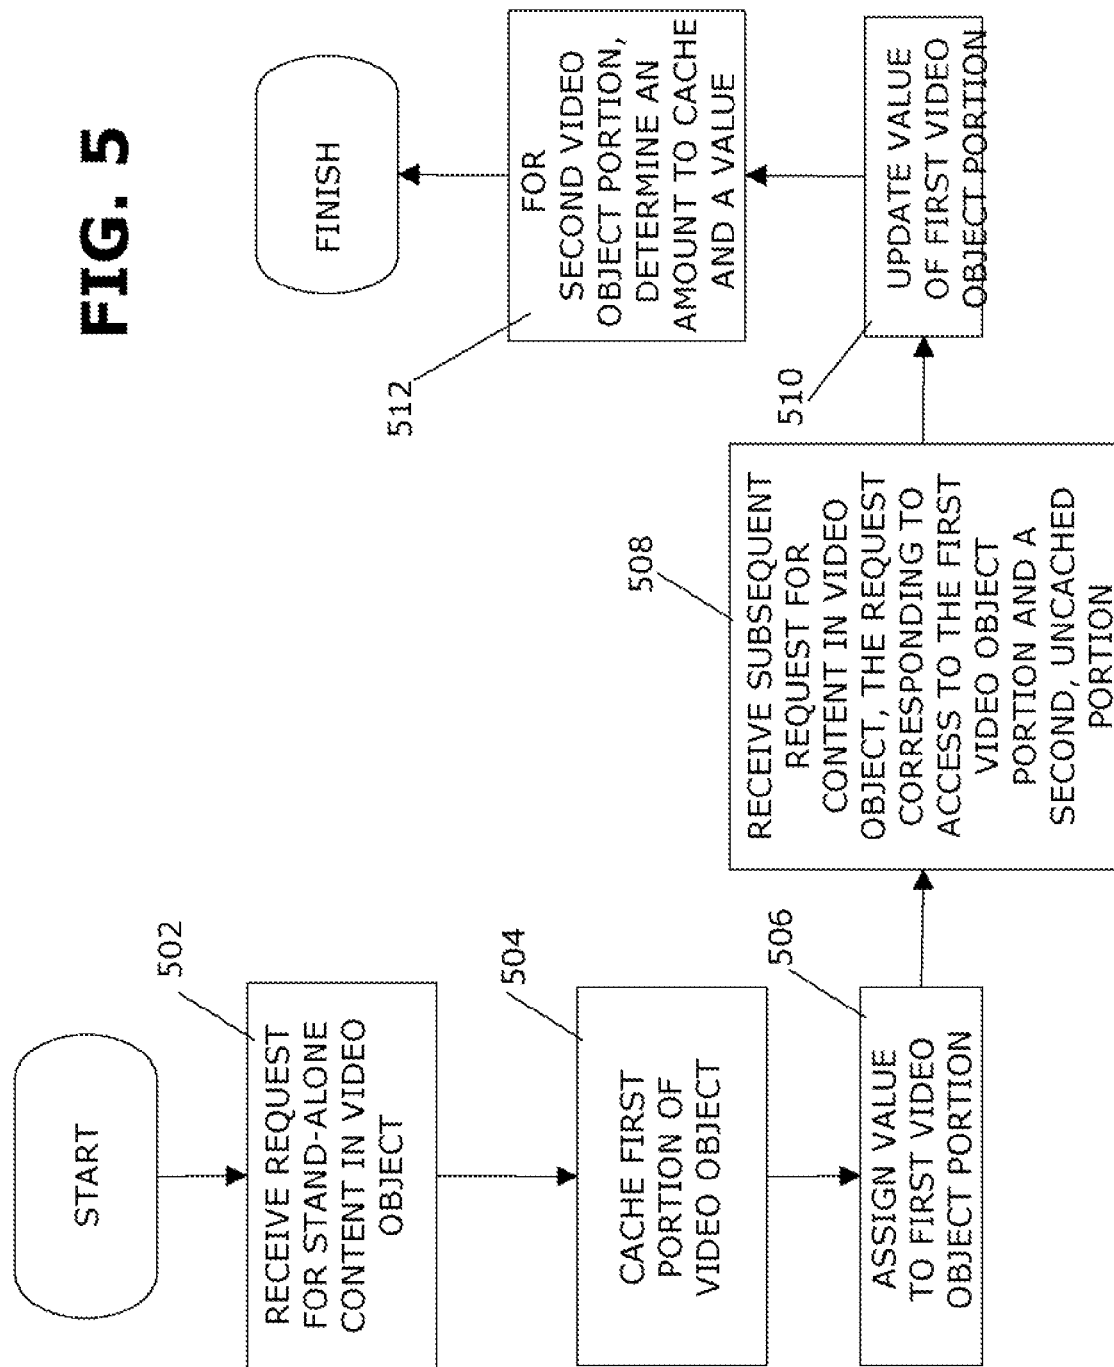 FIG. 5
START
502
RECEIVE REQUEST
FOR STAND-ALONE
CONTENT IN VIDEO
OBJECT
504
CACHE FIRST
PORTION OF
VIDEO OBJECT
506
ASSIGN VALUE
TO FIRST VIDEO
OBJECT PORTION
508
RECEIVE SUBSEQUENT
REQUEST FOR
CONTENT IN VIDEO
OBJECT, THE REQUEST
CORRESPONDING TO
ACCESS TO THE FIRST
VIDEO OBJECT
PORTION AND A
SECOND, UNCACHED
PORTION
510
UPDATE VALUE
OF FIRST VIDEO
OBJECT PORTION
512
FOR
SECOND VIDEO
OBJECT PORTION,
DETERMINE AN
AMOUNT TO CACHE
AND A VALUE
FINISH